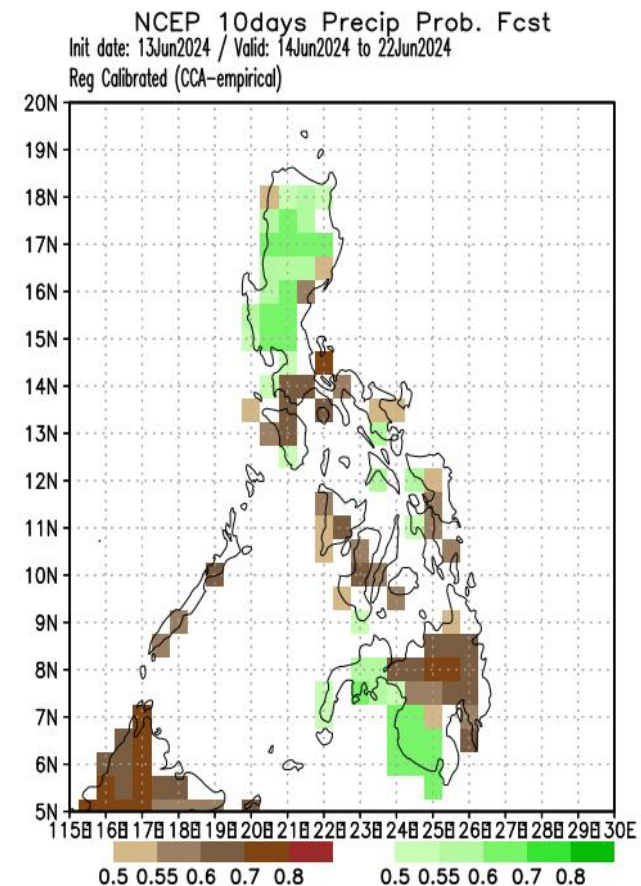 NCEP 10days Precip Prob. Fcst
Init date: 13Jun2024 / Valid: 14Jun2024 to 22Jun2024
Reg Calibrated (CCA-empirical)
20N
19N
18N
17N
16N
15N
14N
13N
12N
11N
10N
9N
8N
7N
6N
5N
115E 116E 117E 118E 119E 120E 121E 122E 123E 124E 125E 126E 127E 128E 129E 130E
0.5 0.55 0.6 0.7 0.8 0.5 0.55 0.6 0.7 0.8